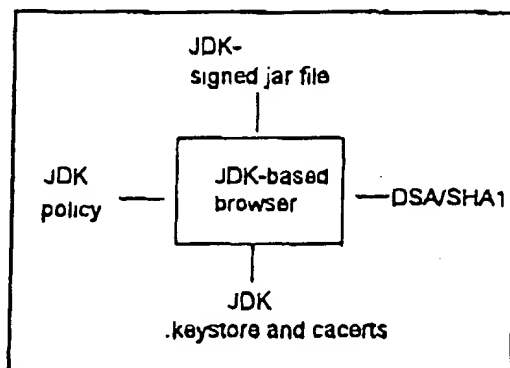 JDK-
signed jar file
JDK
policy
JDK-based
browser
DSA/SHA1
JDK
.keystore and cacerts